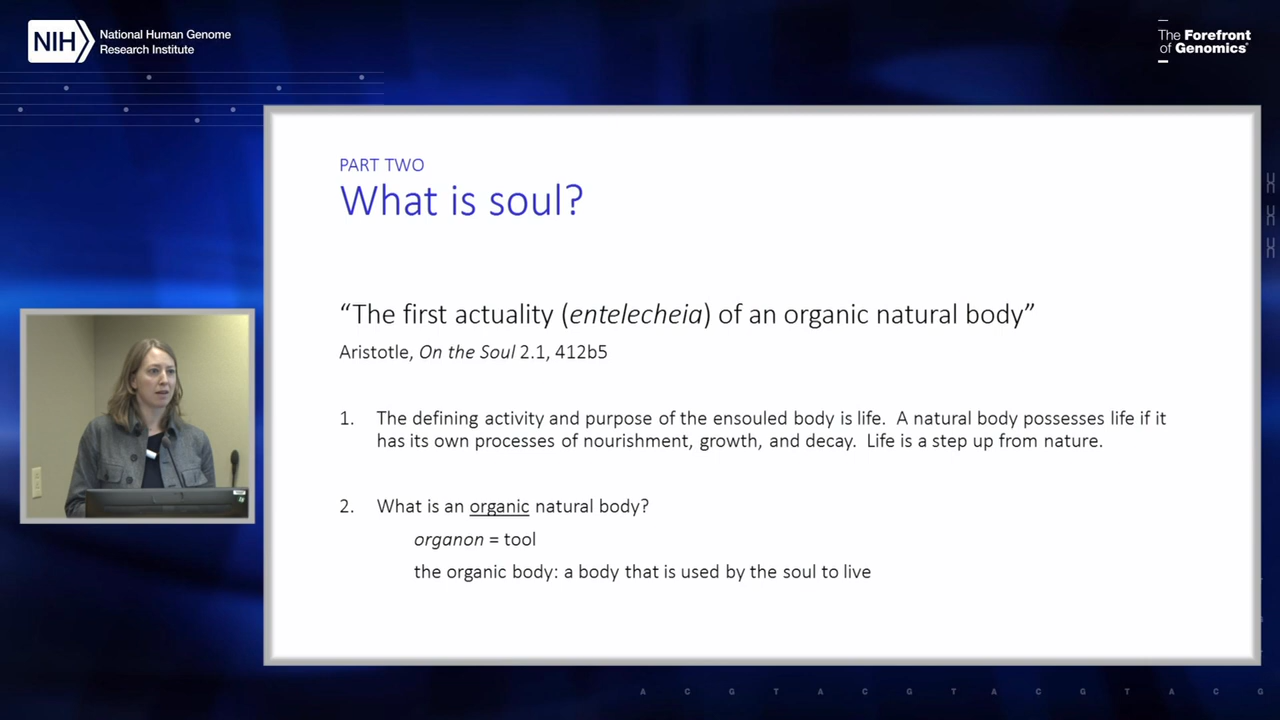 NIH
National Human Genome
Research Institute
The Forefront
of Genomics®
PART TWO
What is soul?
“The first actuality (entelecheia) of an organic natural body”
Aristotle, On the Soul 2.1, 412b5
1. The defining activity and purpose of the ensouled body is life. A natural body possesses life if it
has its own processes of nourishment, growth, and decay. Life is a step up from nature.
2. What is an organic natural body?
organon = tool
the organic body: a body that is used by the soul to live
A C G T A C G T A C G T A C G